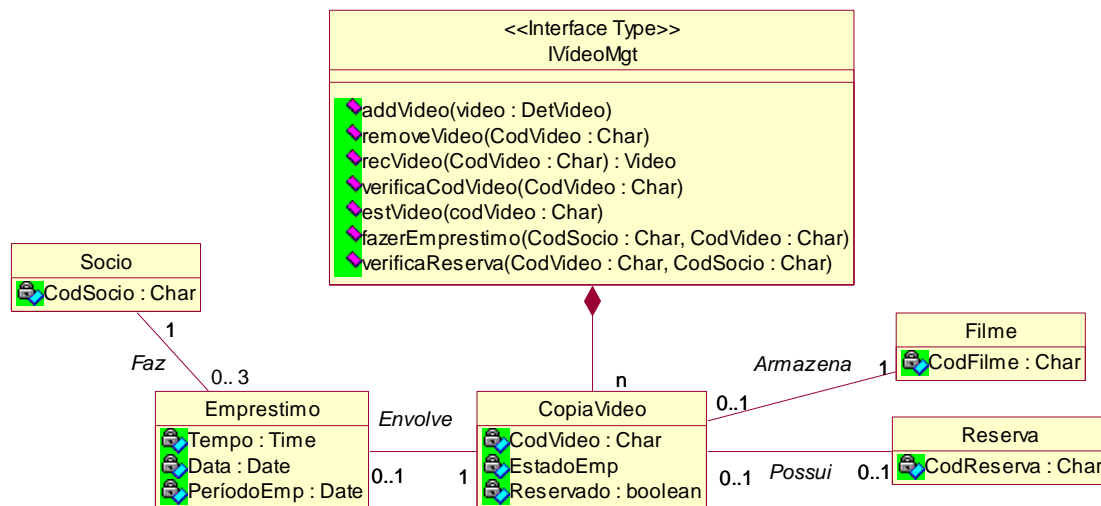 <<Interface Type>>
IVídeoMgt
addVideo(video : DetVideo)
removeVideo(CodVideo : Char)
recVideo(CodVideo : Char) : Video
verificaCodVideo(CodVideo : Char)
estVideo(codVideo : Char)
fazerEmprestimo(CodSocio : Char, CodVideo : Char)
verificaReserva(CodVideo : Char, CodSocio : Char)
Socio
CodSocio : Char
1
Faz
0.. 3
Emprestimo
Tempo : Time
Data : Date
PeríodoEmp : Date
Envolve
0..1
1
n
CopiaVideo
CodVideo : Char
EstadoEmp
Reservado : boolean
Armazena
0..1
1
Filme
CodFilme : Char
0..1
Possui
0..1
Reserva
CodReserva : Char